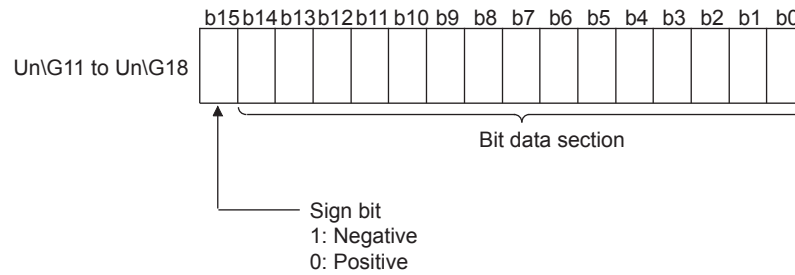 b15 b14 b13 b12 b11 b10 b9 b8 b7 b6 b5 b4 b3 b2 b1 b0
Un\G11 to Un\G18
Bit data section
Sign bit
1: Negative
0: Positive